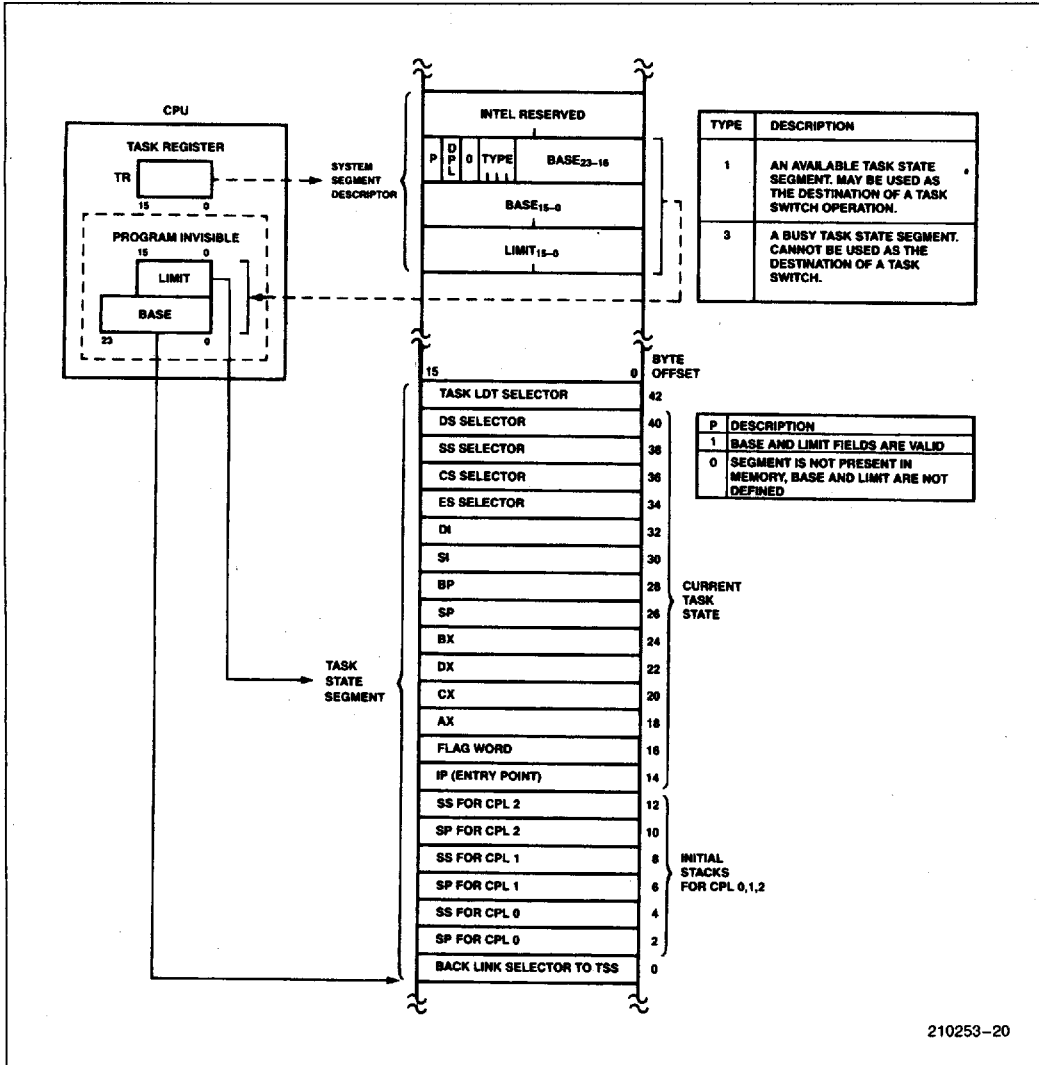 CPU
TASK REGISTER
TR
15 0
PROGRAM INVISIBLE
15 0
LIMIT
BASE
23 0
SYSTEM
SEGMENT
DESCRIPTOR
INTEL RESERVED
P DPL 0 TYPE BASE23–16
BASE15–0
LIMIT15–0
TYPE DESCRIPTION
1 AN AVAILABLE TASK STATE
SEGMENT. MAY BE USED AS
THE DESTINATION OF A TASK
SWITCH OPERATION.
3 A BUSY TASK STATE SEGMENT.
CANNOT BE USED AS THE
DESTINATION OF A TASK
SWITCH.
15 0 BYTE
OFFSET
TASK LDT SELECTOR 42
DS SELECTOR 40
SS SELECTOR 38
CS SELECTOR 36
ES SELECTOR 34
DI 32
SI 30
BP 28
SP 26
BX 24
DX 22
CX 20
AX 18
FLAG WORD 16
IP (ENTRY POINT) 14
SS FOR CPL 2 12
SP FOR CPL 2 10
SS FOR CPL 1 8
SP FOR CPL 1 6
SS FOR CPL 0 4
SP FOR CPL 0 2
BACK LINK SELECTOR TO TSS 0
TASK
STATE
SEGMENT
P DESCRIPTION
1 BASE AND LIMIT FIELDS ARE VALID
0 SEGMENT IS NOT PRESENT IN
MEMORY, BASE AND LIMIT ARE NOT
DEFINED
CURRENT
TASK
STATE
INITIAL
STACKS
FOR CPL 0,1,2
210253–20